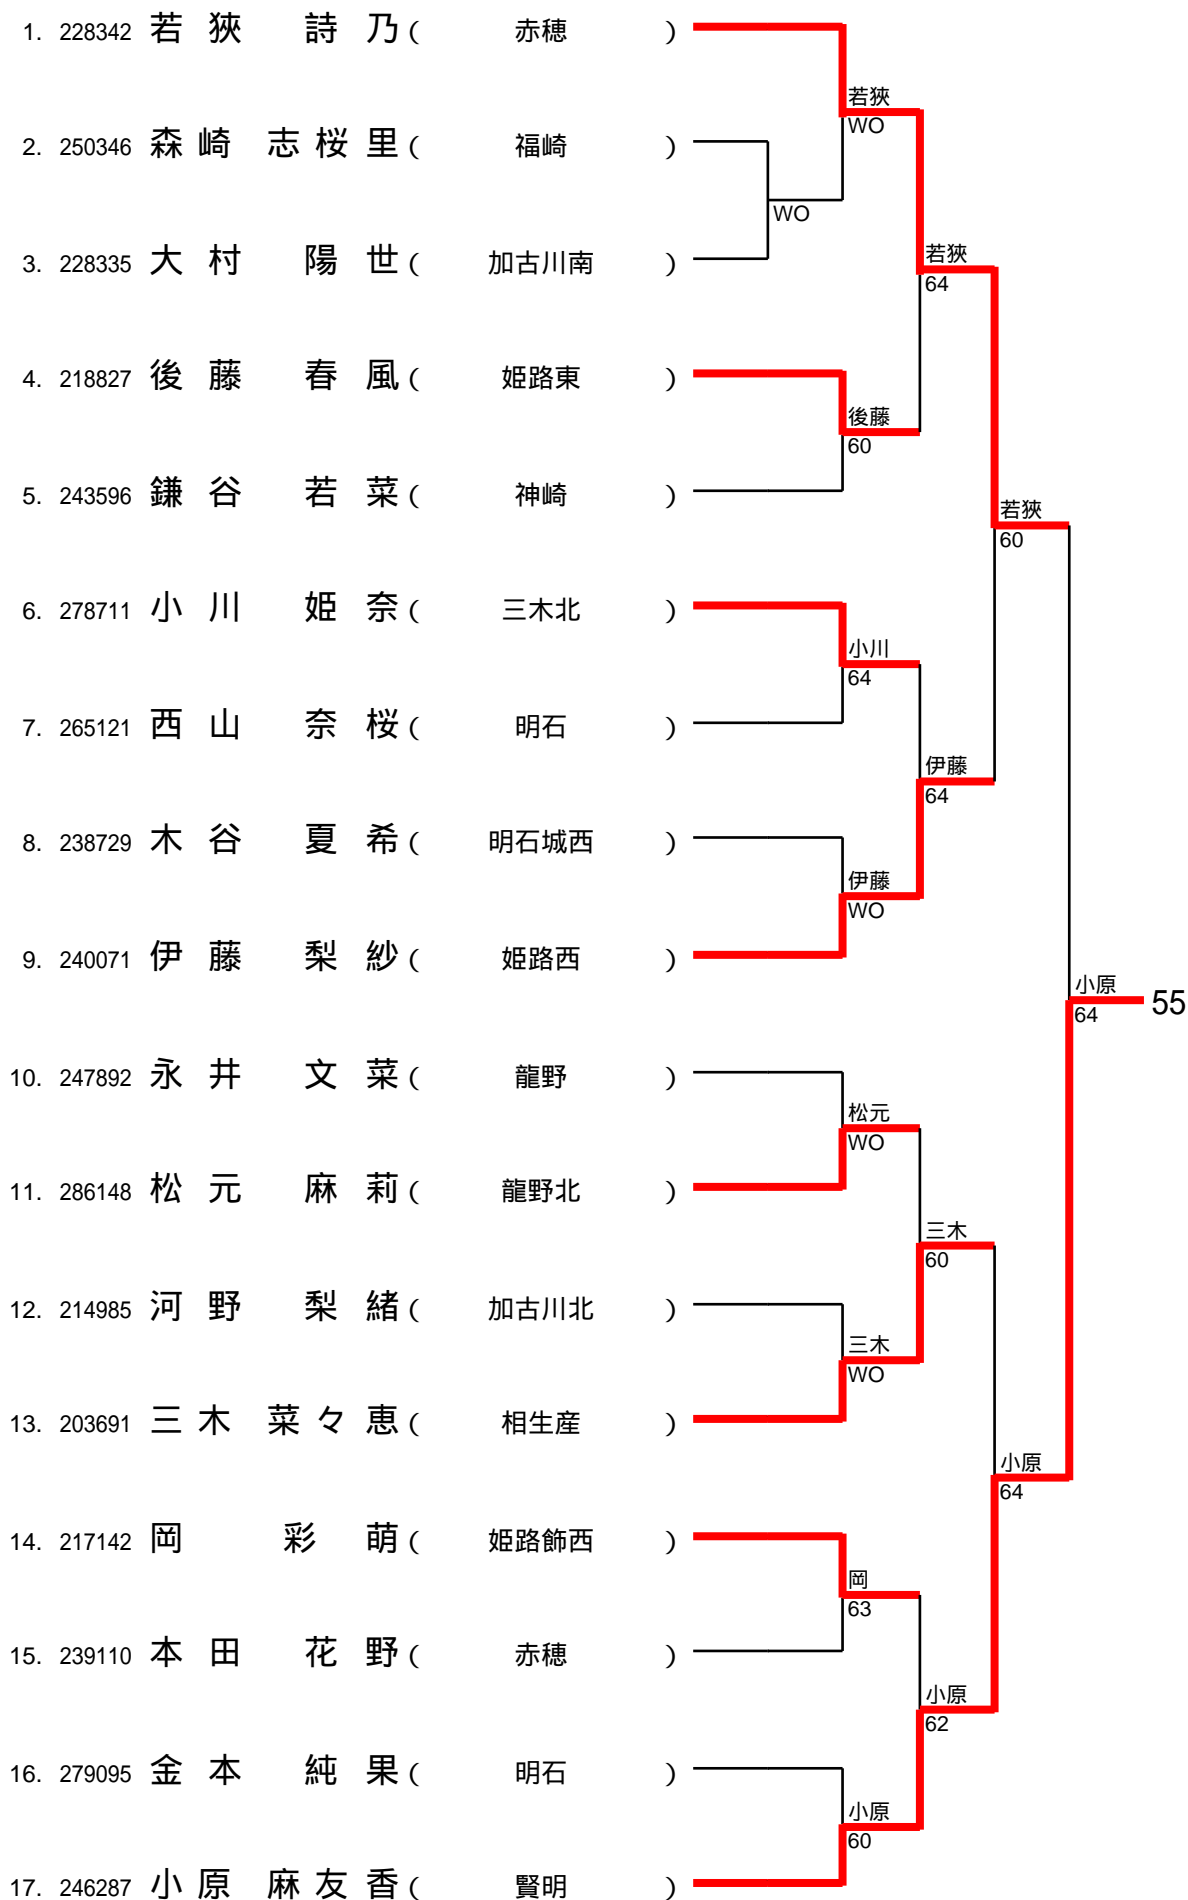 1. 228342 若狹 詩乃 ( 赤穂 )
若狹
WO
2. 250346 森崎 志桜里 ( 福崎 )
WO
3. 228335 大村 陽世 ( 加古川南 )
若狹
64
4. 218827 後藤 春風 ( 姫路東 )
後藤
60
5. 243596 鎌谷 若菜 ( 神崎 )
若狹
60
6. 278711 小川 姫奈 ( 三木北 )
小川
64
7. 265121 西山 奈桜 ( 明石 )
伊藤
64
8. 238729 木谷 夏希 ( 明石城西 )
伊藤
WO
9. 240071 伊藤 梨紗 ( 姫路西 )
小原
64 55
10. 247892 永井 文菜 ( 龍野 )
松元
WO
11. 286148 松元 麻莉 ( 龍野北 )
三木
60
12. 214985 河野 梨緒 ( 加古川北 )
三木
WO
13. 203691 三木 菜々恵 ( 相生産 )
小原
64
14. 217142 岡 彩萌 ( 姫路飾西 )
岡
63
15. 239110 本田 花野 ( 赤穂 )
小原
62
16. 279095 金本 純果 ( 明石 )
小原
60
17. 246287 小原 麻友香 ( 賢明 )